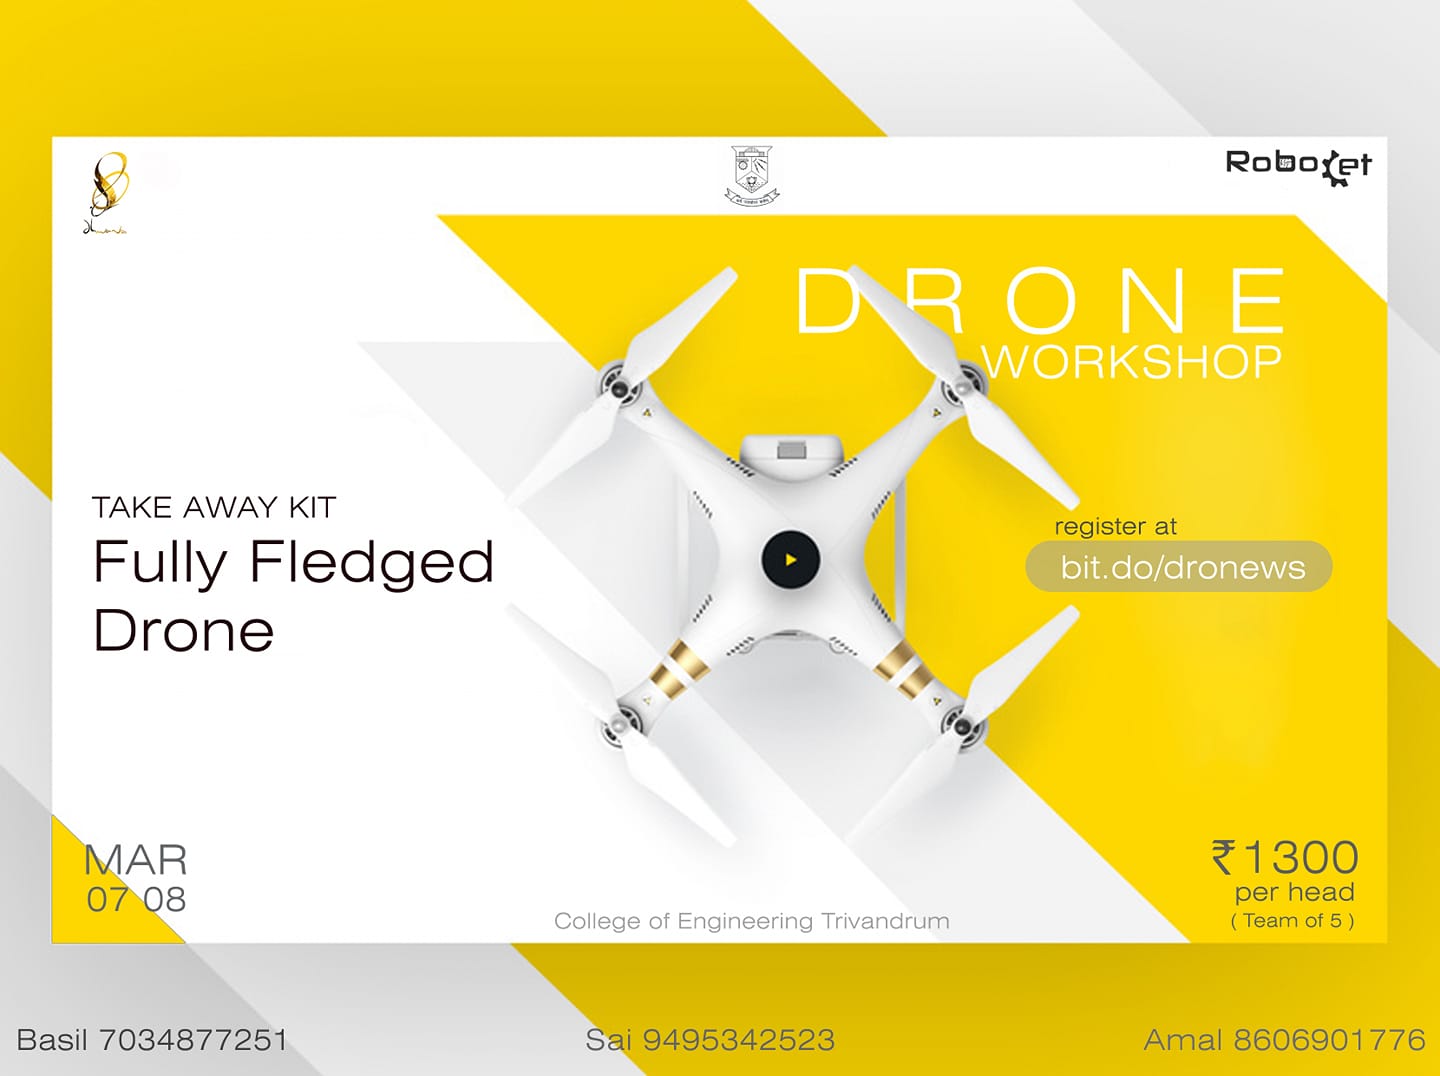 Robocet
DRONE
WORKSHOP
TAKE AWAY KIT
Fully Fledged
Drone
register at
bit.do/dronews
MAR
07 08
₹1300
per head
( Team of 5 )
College of Engineering Trivandrum
Basil 7034877251
Sai 9495342523
Amal 8606901776